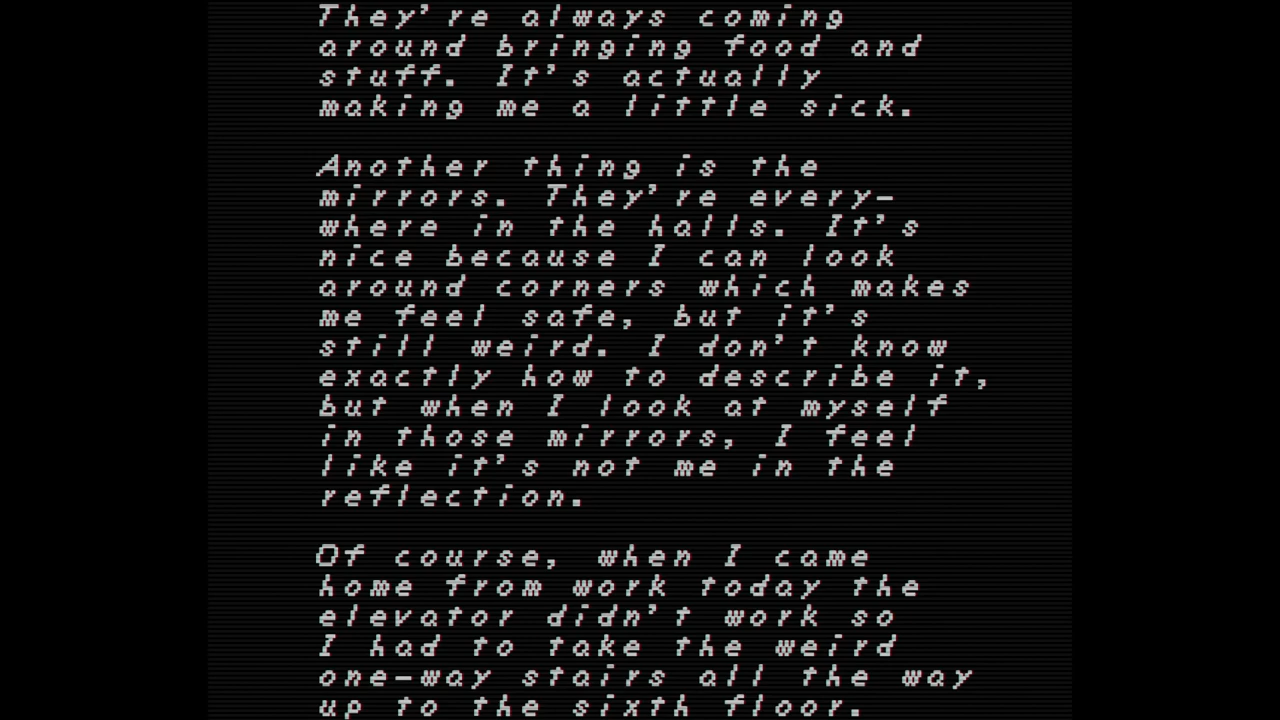 They're always coming
around bringing food and
stuff. It's actually
making me a little sick.
Another thing is the
mirrors. They're every-
where in the halls. It's
nice because I can look
around corners which makes
me feel safe, but it's
still weird. I don't know
exactly how to describe it,
but when I look at myself
in those mirrors, I feel
like it's not me in the
reflection.
Of course, when I came
home from work today the
elevator didn't work so
I had to take the weird
one-way stairs all the way
up to the sixth floor.